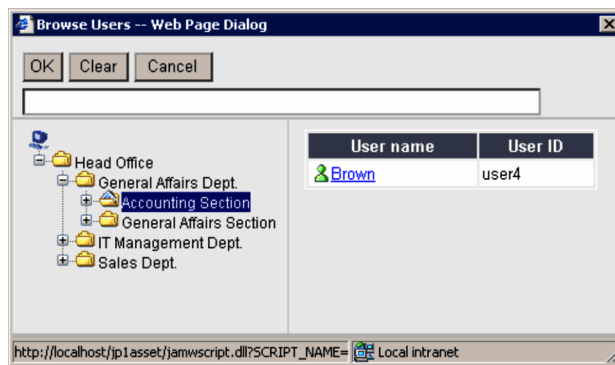 Browse Users -- Web Page Dialog
OK Clear Cancel
Head Office
General Affairs Dept.
Accounting Section
General Affairs Section
IT Management Dept.
Sales Dept.
User name User ID
Brown user4
http://localhost/jp1asset/jamwscript.dll?SCRIPT_NAME= Local intranet